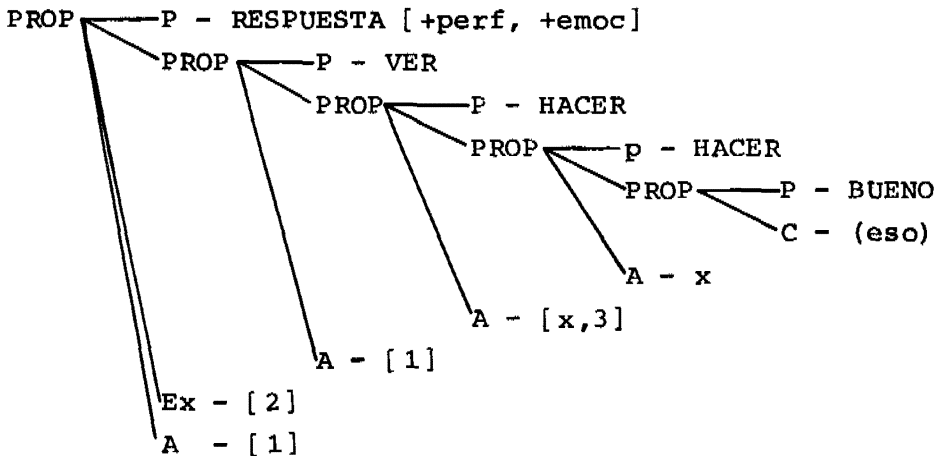 PROP P - RESPUESTA [+perf, +emoc]
PROP P - VER
PROP P - HACER
PROP p - HACER
PROP P - BUENO
C - (eso)
A - x
A - [x,3]
A - [1]
Ex - [2]
A - [1]